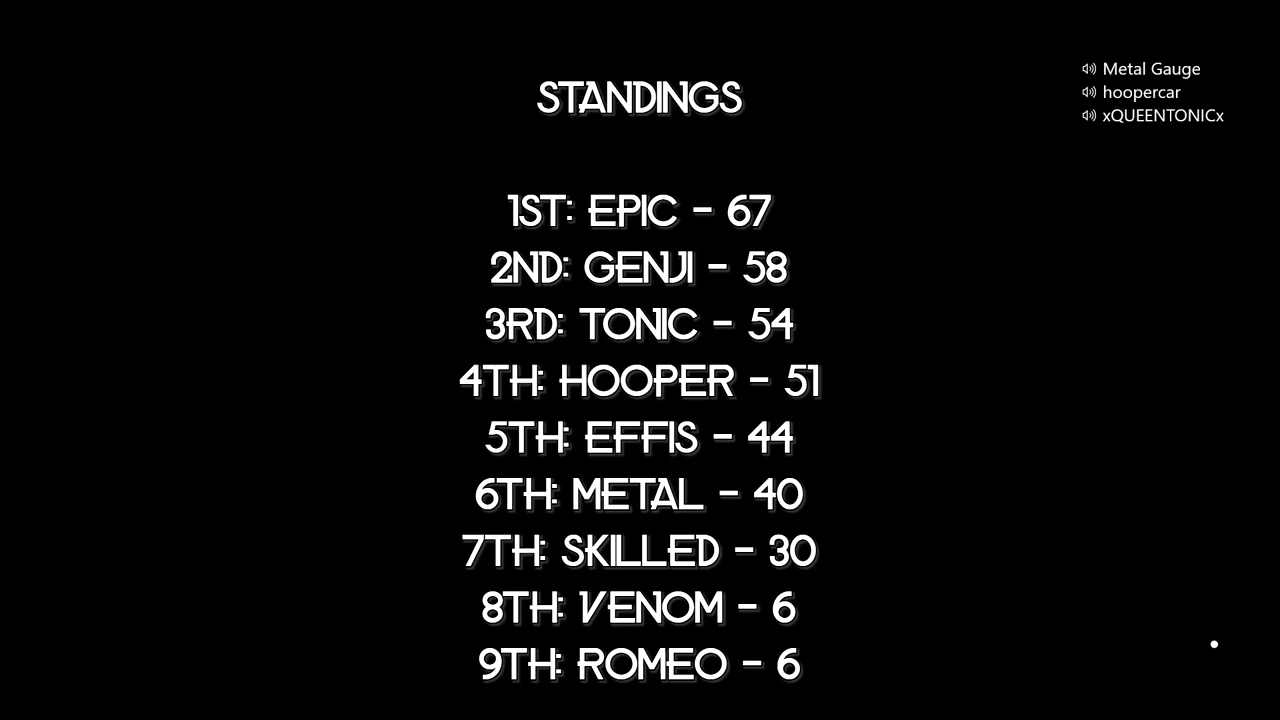 STANDINGS
Metal Gauge
hoopercar
xQUEENTONICx
1ST: EPIC - 67
2ND: GENJI - 58
3RD: TONIC - 54
4TH: HOOPER - 51
5TH: EFFIS - 44
6TH: METAL - 40
7TH: SKILLED - 30
8TH: VENOM - 6
9TH: ROMEO - 6